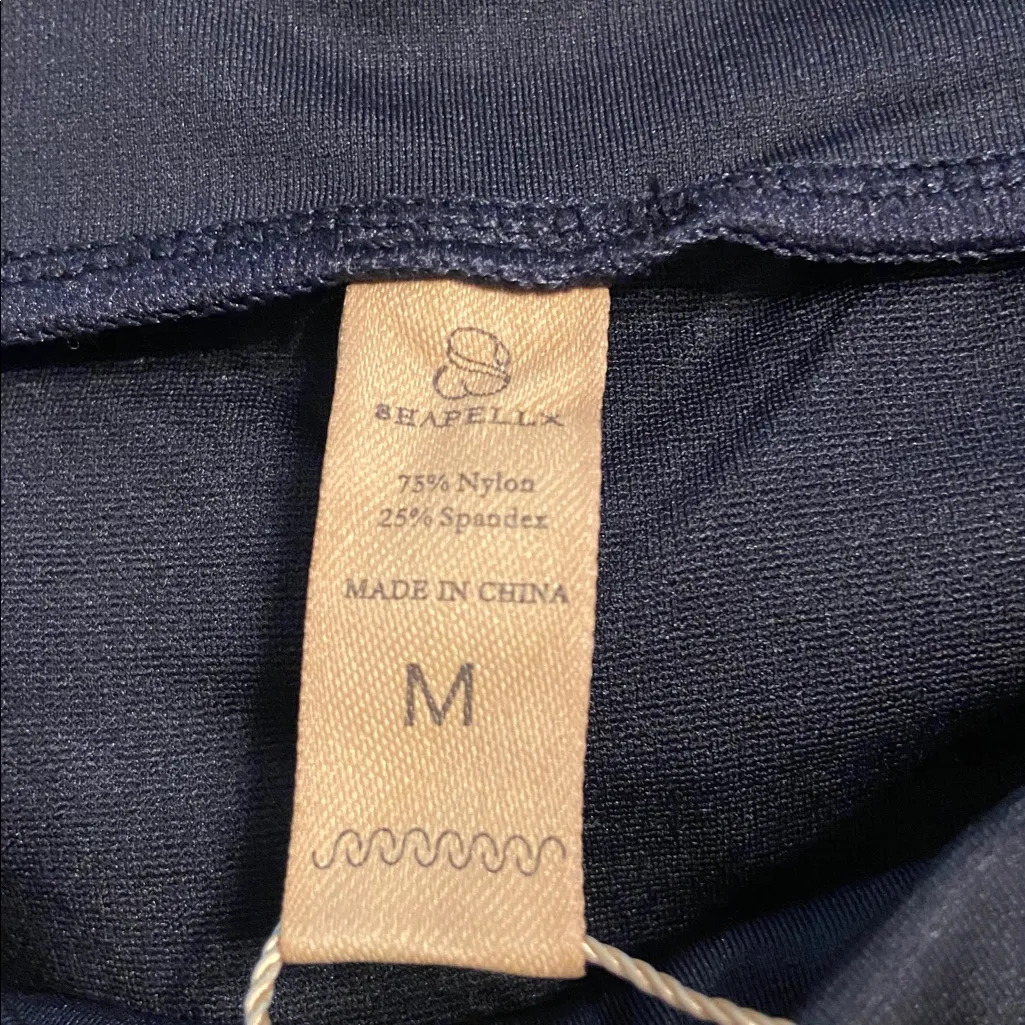 SHAPELLX
75% Nylon
25% Spandex
MADE IN CHINA
M